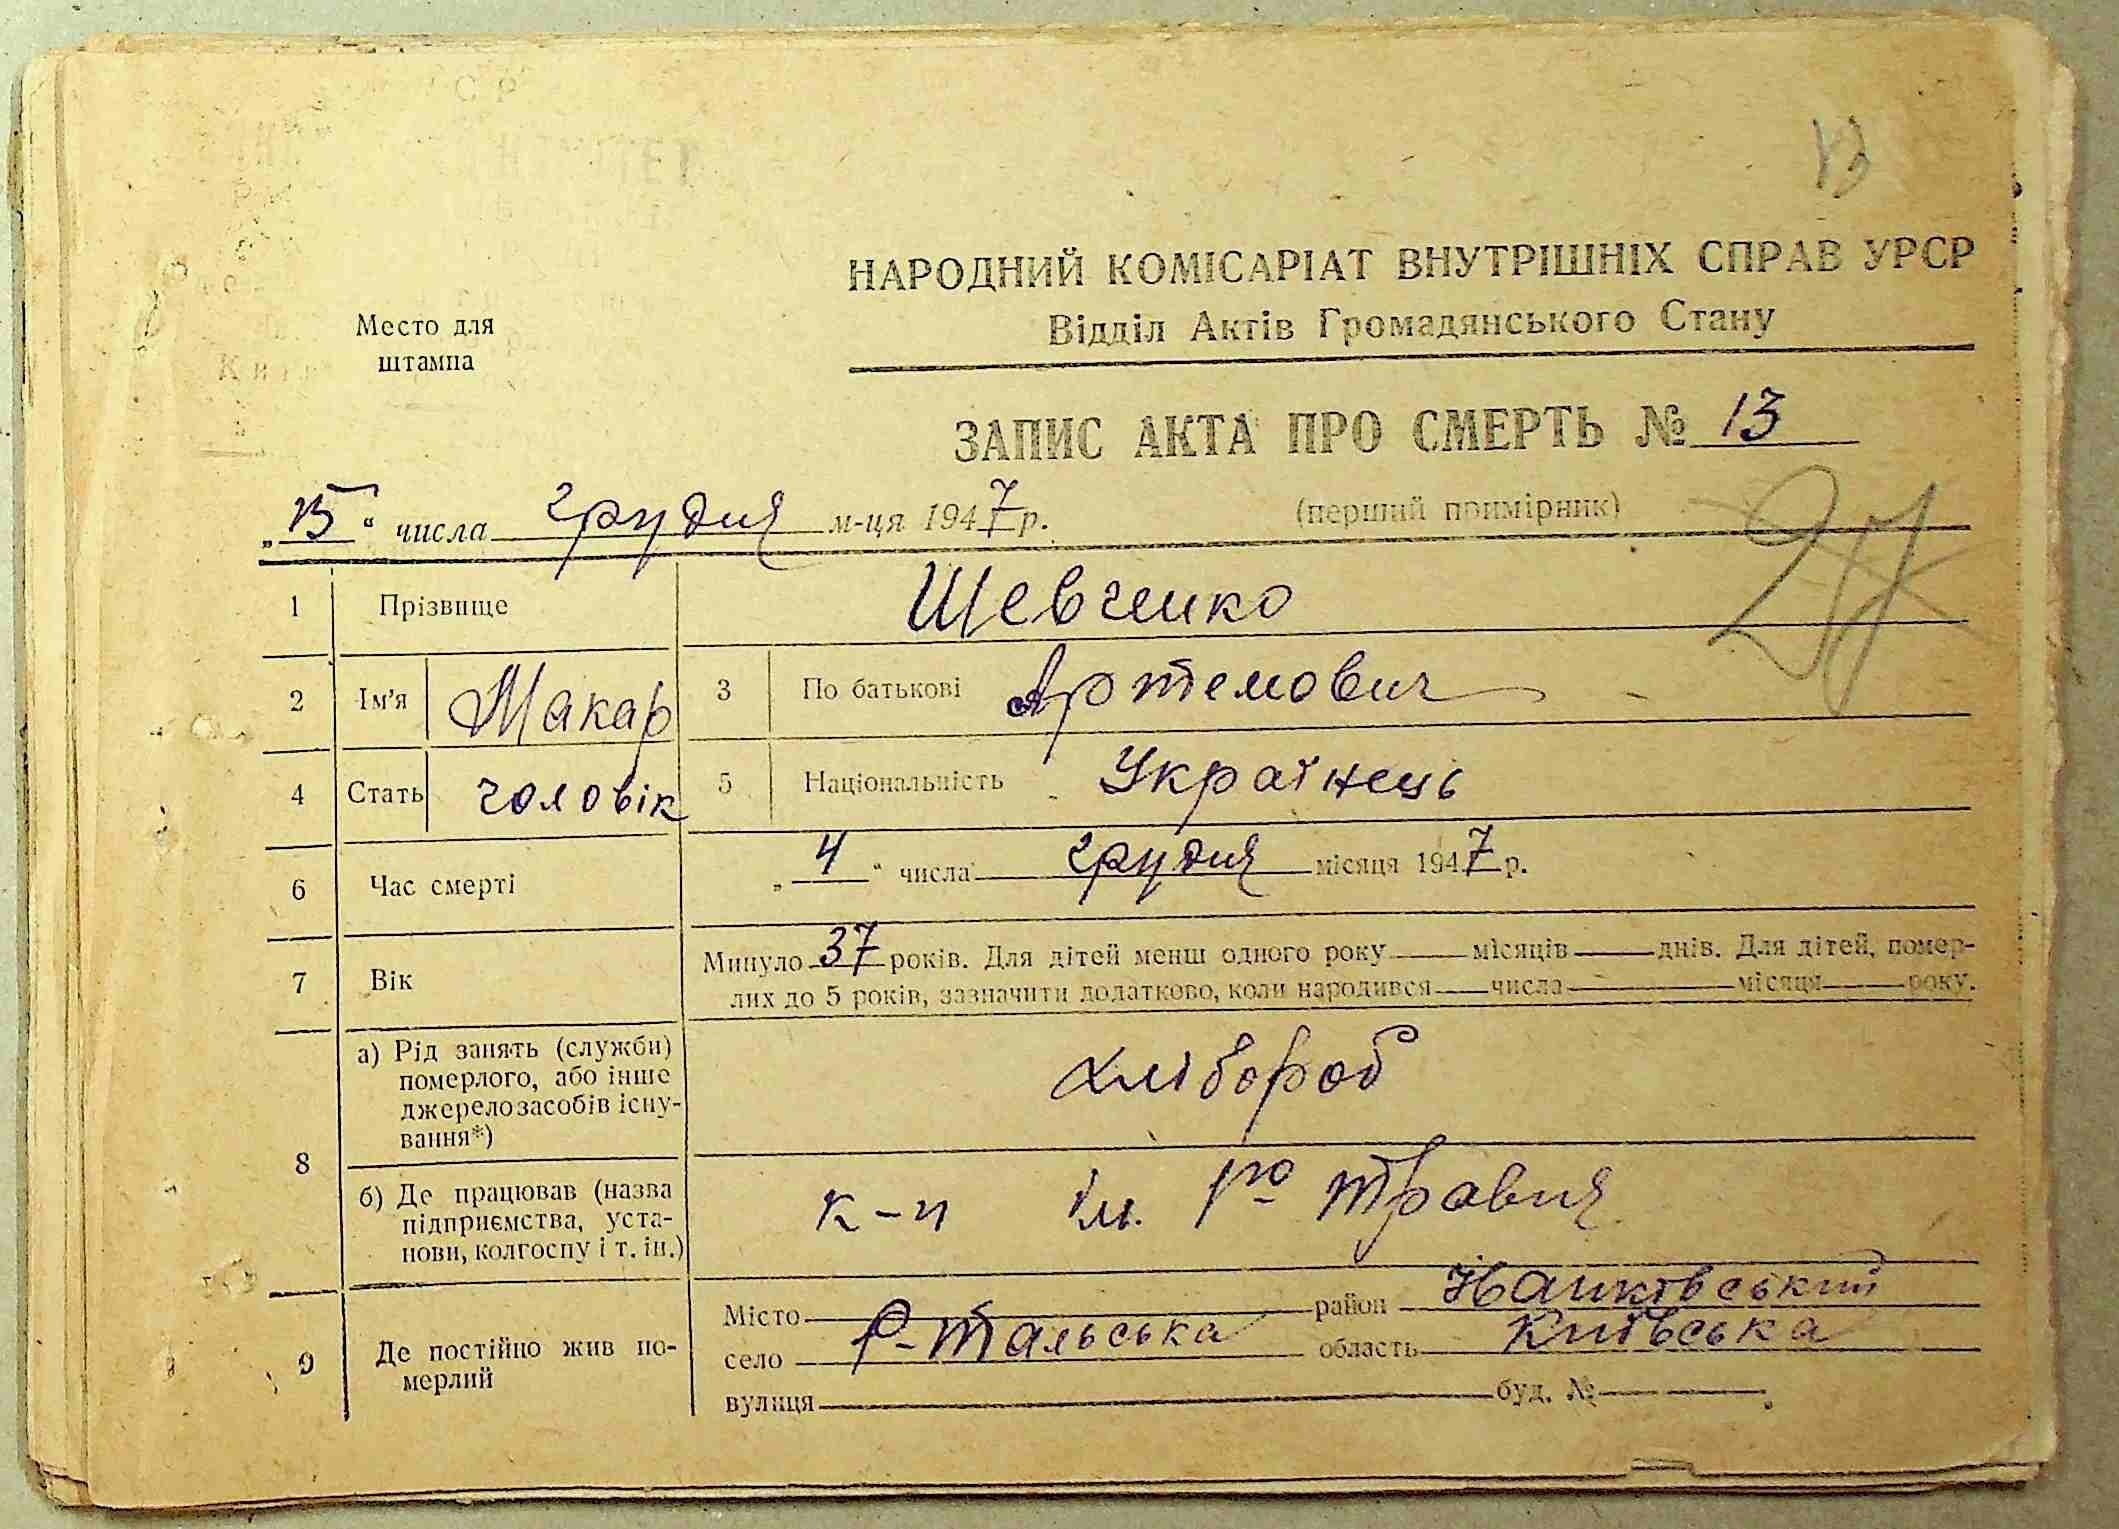 13
НАРОДНИЙ КОМІСАРІАТ ВНУТРІШНІХ СПРАВ УРСР
Відділ Актів Громадянського Стану
Место для
штампа
ЗАПИС АКТА ПРО СМЕРТЬ № 13
„15“ числа грудня м-ця 1947 р. (перший примірник)
27
1 Прізвище Шевченко
2 Ім'я Макар 3 По батькові Артемович
4 Стать чоловік 5 Національність Українець
6 Час смерті „4“ числа грудня місяця 1947 р.
7 Вік Минуло 37 років. Для дітей менш одного року — місяців — днів. Для дітей, помер-
лих до 5 років, зазначити додатково, коли народився — числа — місяця — року.
8 а) Рід занять (служби)
померлого, або інше
джерело засобів існу-
вання*)
хлібороб
б) Де працював (назва
підприємства, уста-
нови, колгоспу і т. ін.)
к-п ім. 1го травня
9 Де постійно жив по-
мерлий
Місто район
село Р-Тальська область Київська
вулиця буд. №